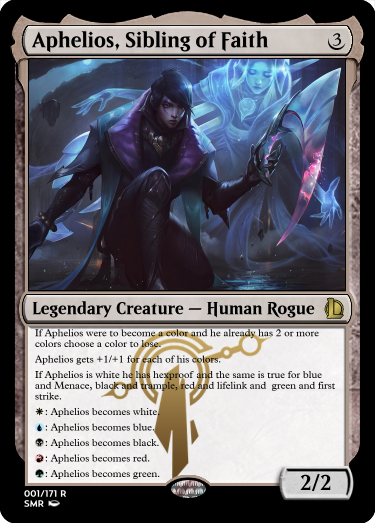 Aphelios, Sibling of Faith 3
Legendary Creature — Human Rogue
If Aphelios were to become a color and he already has 2 or more
colors choose a color to lose.
Aphelios gets +1/+1 for each of his colors.
If Aphelios is white he has hexproof and the same is true for blue
and Menace, black and trample, red and lifelink and green and first
strike.
: Aphelios becomes white.
: Aphelios becomes blue.
: Aphelios becomes black.
: Aphelios becomes red.
: Aphelios becomes green.
2/2
001/171 R
SMR